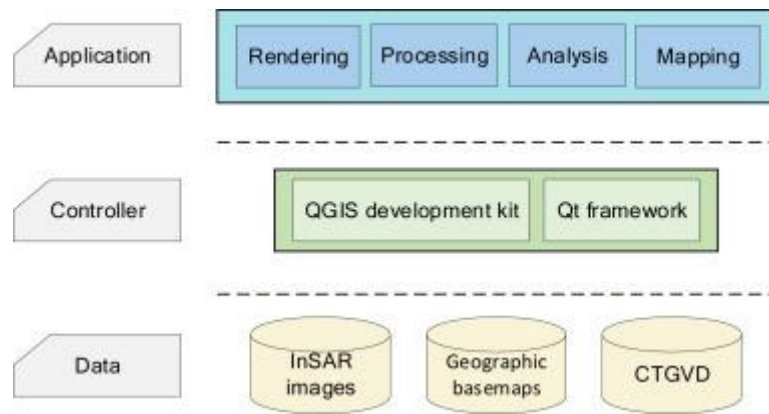 Application
Rendering
Processing
Analysis
Mapping
Controller
QGIS development kit
Qt framework
Data
InSAR
images
Geographic
basemaps
CTGVD